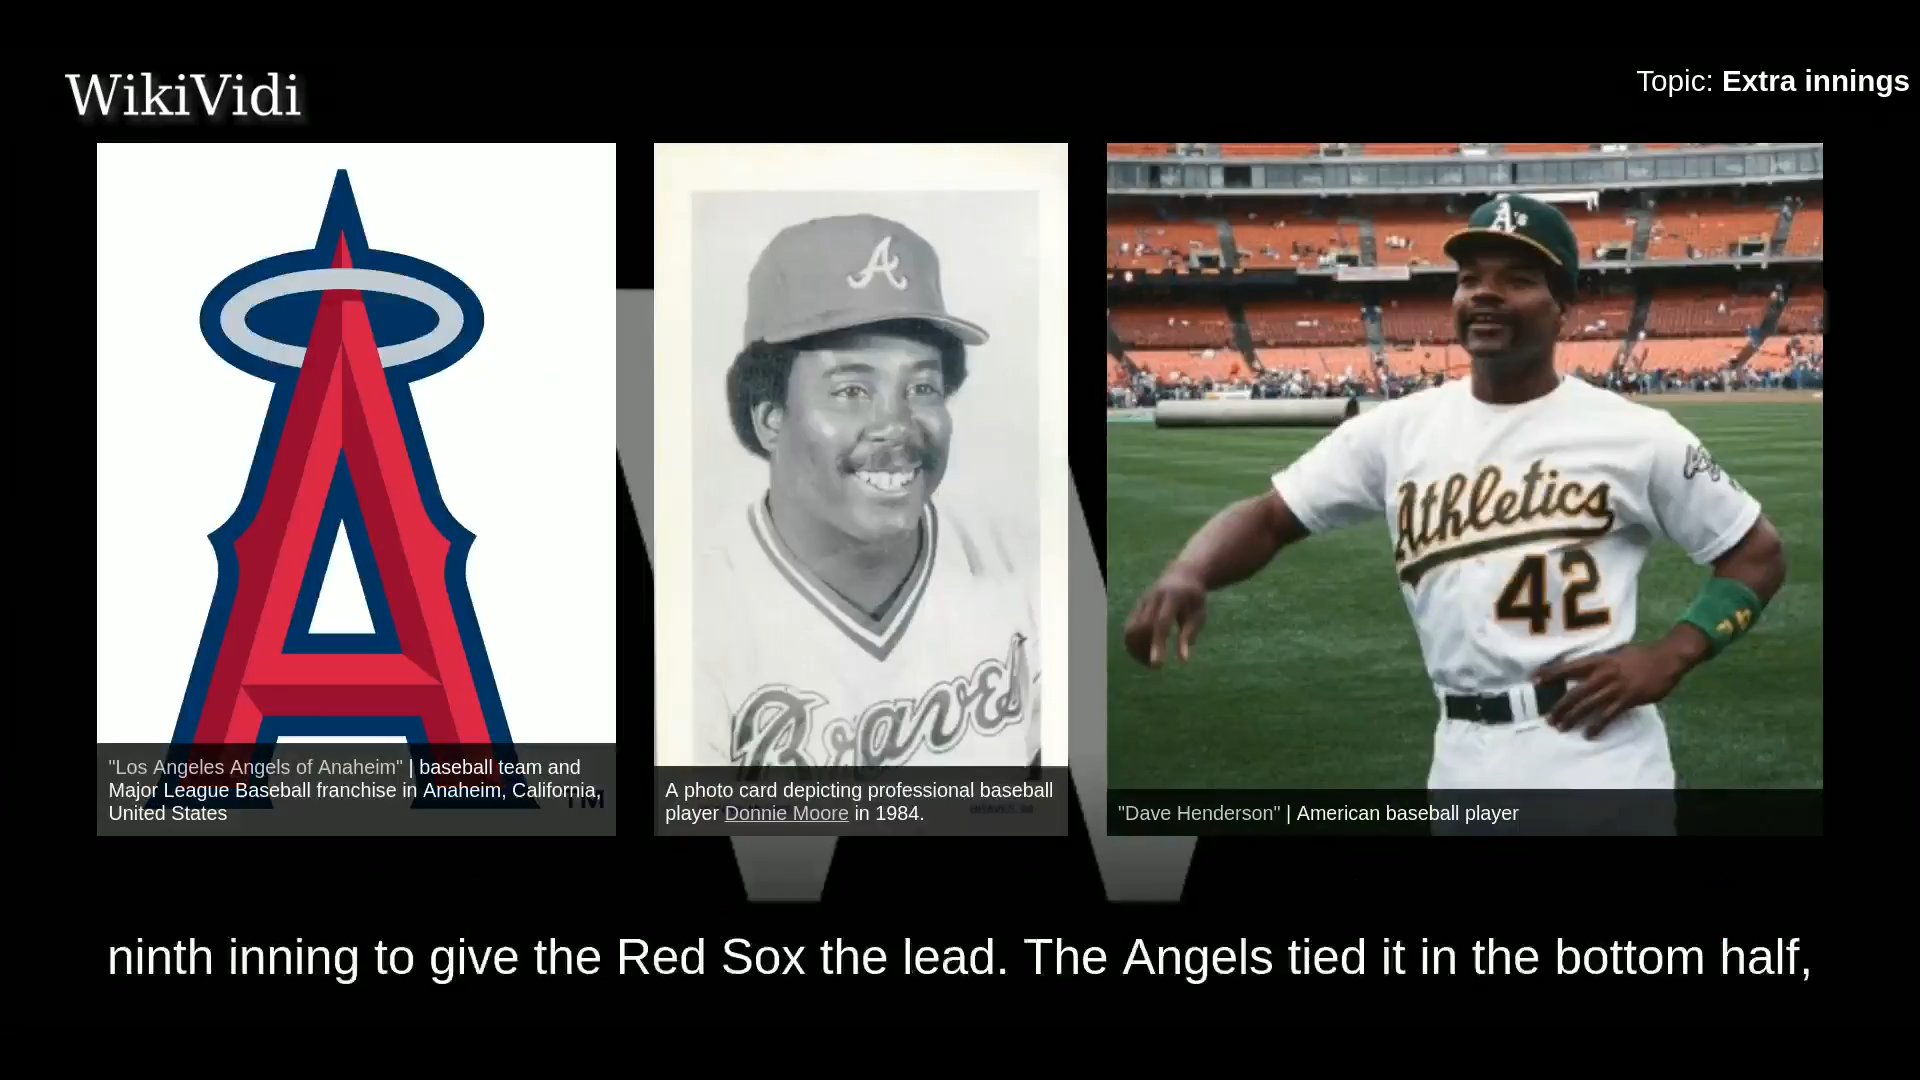 WikiVidi
Topic: Extra innings
"Los Angeles Angels of Anaheim" | baseball team and
Major League Baseball franchise in Anaheim, California,
United States
TM
A
Braves
A photo card depicting professional baseball
player Donnie Moore in 1984.
A's
Athletics
42
"Dave Henderson" | American baseball player
ninth inning to give the Red Sox the lead. The Angels tied it in the bottom half,